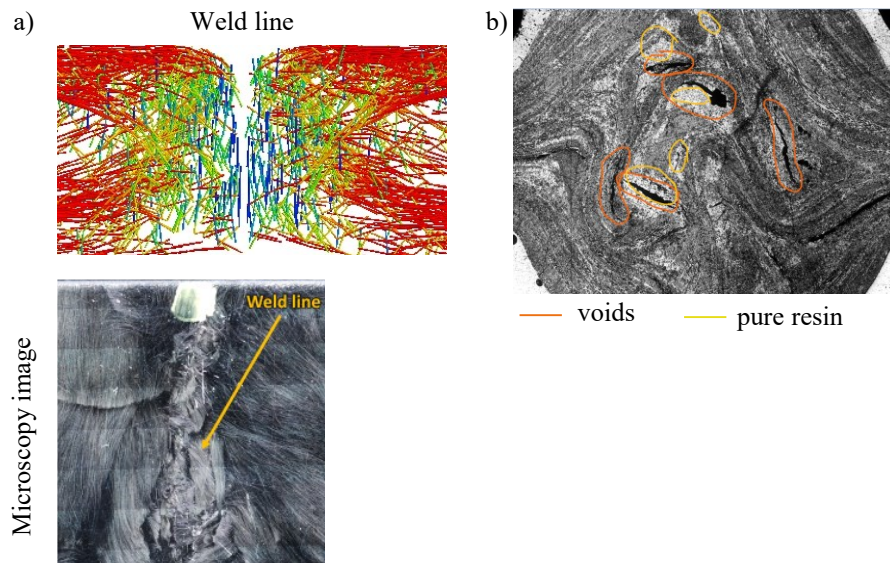 a)
Weld line
b)
Weld line
Microscopy image
voids
pure resin